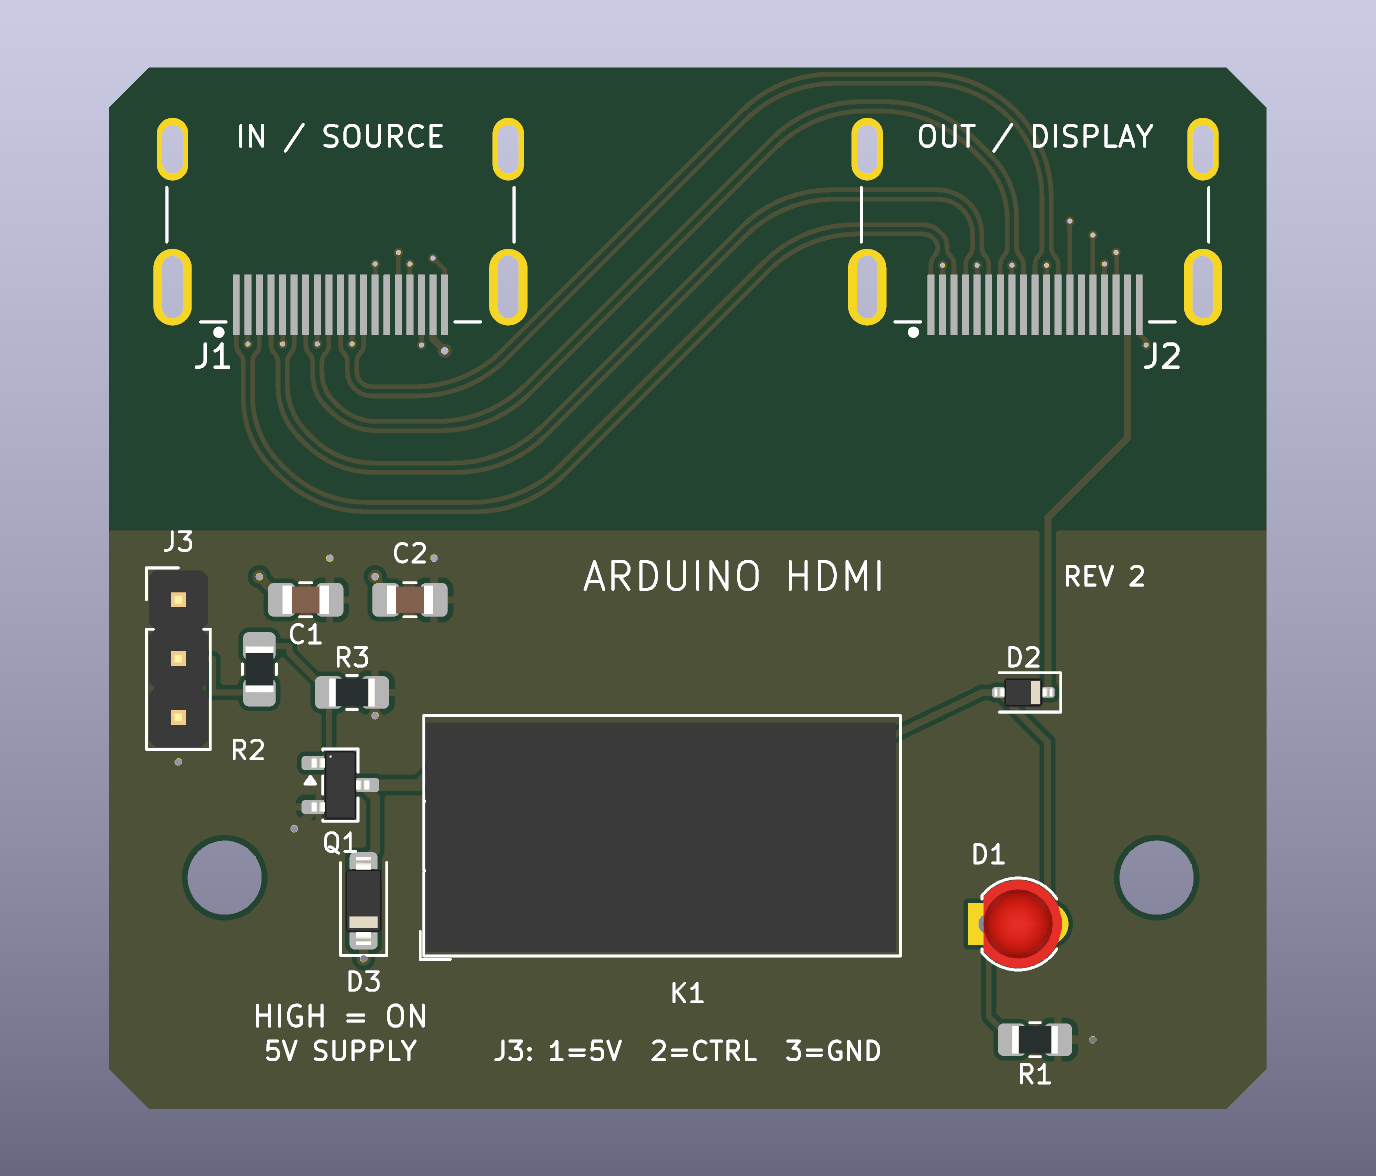 IN / SOURCE
OUT / DISPLAY
J1
J2
J3
C2
ARDUINO HDMI
REV 2
C1
R3
D2
R2
Q1
D1
D3
K1
HIGH = ON
5V SUPPLY
J3: 1=5V 2=CTRL 3=GND
R1